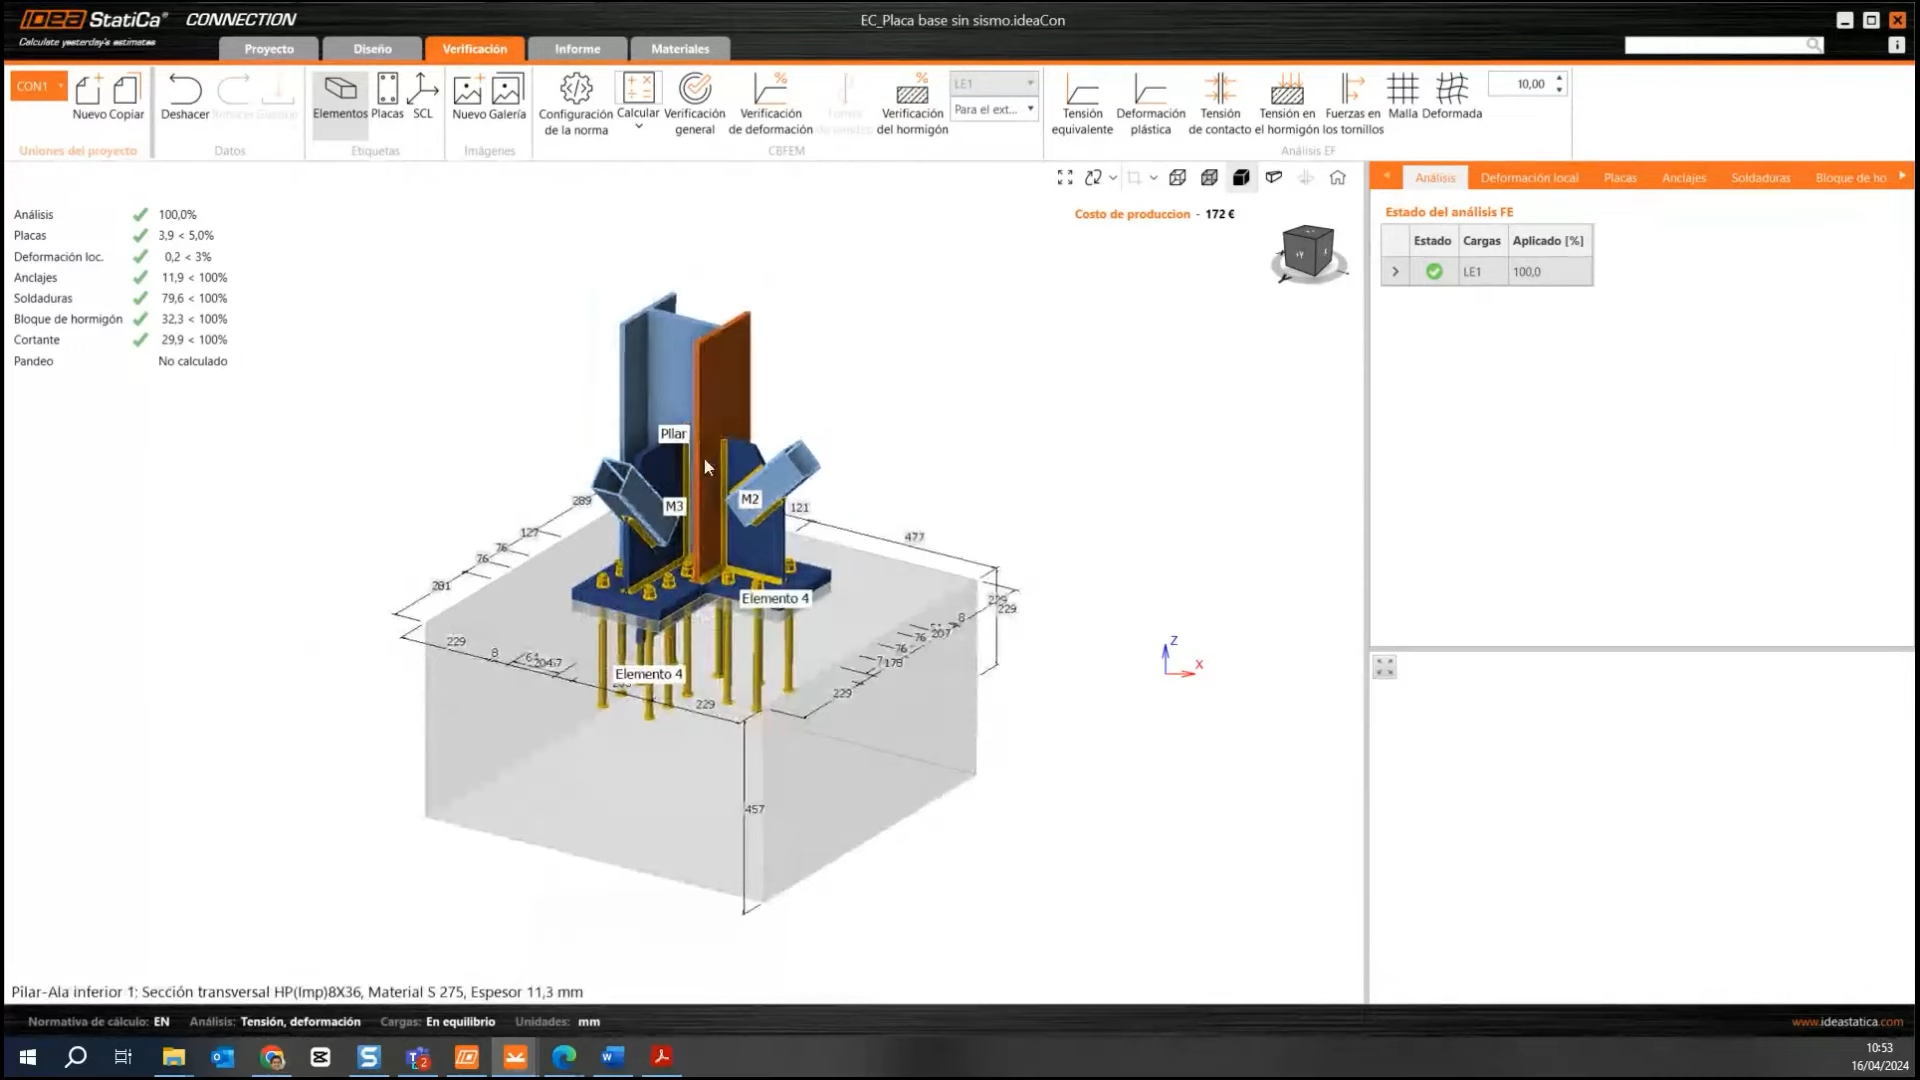 IDEA StatiCa® CONNECTION
Calculate yesterday's estimates
EC_Placa base sin sismo.ideaCon
Proyecto Diseño Verificación Informe Materiales
CON1
Nuevo Copiar
Deshacer
Elementos Placas SCL
Nuevo Galería
Configuración de la norma
Calcular
Verificación general
Verificación de deformación
Verificación del hormigón
LE1
Para el ext...
Tensión equivalente
Deformación plástica
Tensión de contacto
Tensión en el hormigón
Fuerzas en los tornillos
Malla Deformada
10,00
Uniones del proyecto Datos Etiquetas Imágenes CBFEM Análisis EF
Análisis Deformación local Placas Anclajes Soldaduras Bloque de ho
Costo de produccion - 172 €
Análisis 100,0%
Placas 3,9 < 5,0%
Deformación loc. 0,2 < 3%
Anclajes 11,9 < 100%
Soldaduras 79,6 < 100%
Bloque de hormigón 32,3 < 100%
Cortante 29,9 < 100%
Pandeo No calculado
Estado del análisis FE
Estado Cargas Aplicado [%]
LE1 100,0
+Y
Pilar
M3
M2
Elemento 4
Elemento 4
289
127
76
76
281
121
477
229
229
8
207
76
76
178
229
229
8
229
457
Z
X
Pilar-Ala inferior 1; Sección transversal HP(Imp)8X36, Material S 275, Espesor 11,3 mm
Normativa de cálculo: EN Análisis: Tensión, deformación Cargas: En equilibrio Unidades: mm
www.ideastatica.com
10:53
16/04/2024